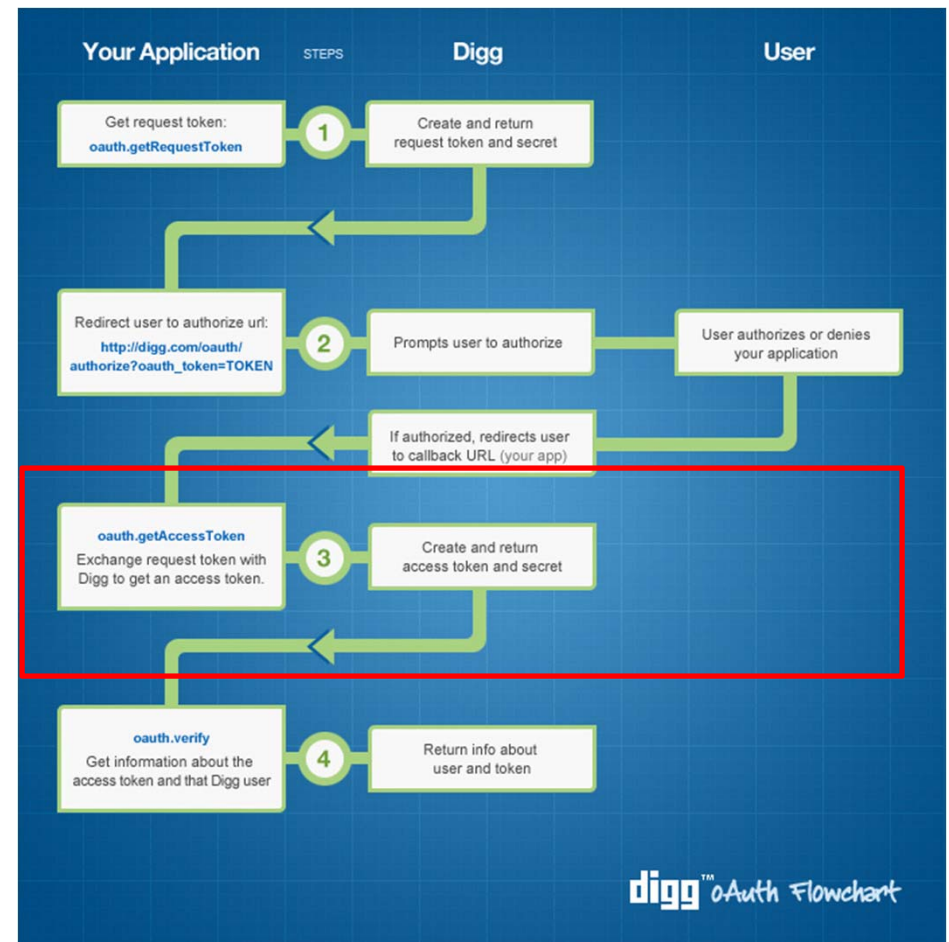 Your Application
STEPS
Digg
User
Get request token:
oauth.getRequestToken
1
Create and return
request token and secret
Redirect user to authorize url:
http://digg.com/oauth/
authorize?oauth_token=TOKEN
2
Prompts user to authorize
User authorizes or denies
your application
If authorized, redirects user
to callback URL (your app)
oauth.getAccessToken
Exchange request token with
Digg to get an access token.
3
Create and return
access token and secret
oauth.verify
Get information about the
access token and that Digg user
4
Return info about
user and token
digg™ oAuth Flowchart